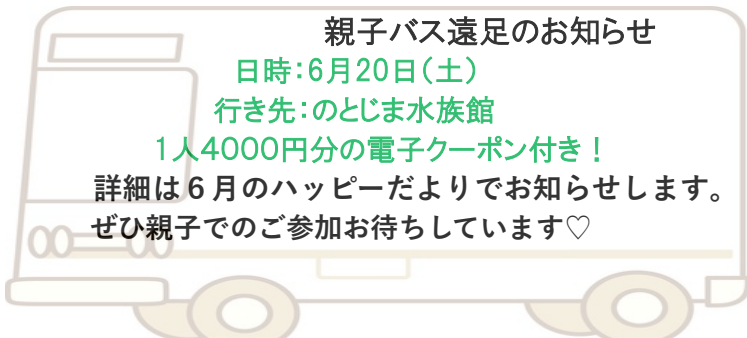 親子バス遠足のお知らせ
日時：6月20日（土）
行き先：のとじま水族館
1人4000円分の電子クーポン付き！
詳細は６月のハッピーだよりでお知らせします。
ぜひ親子でのご参加お待ちしています♡